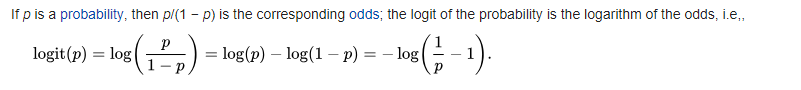 If p is a probability, then p/(1 − p) is the corresponding odds; the logit of the probability is the logarithm of the odds, i.e.,,
logit(p) = log(p/(1 − p)) = log(p) − log(1 − p) = − log(1/p − 1).